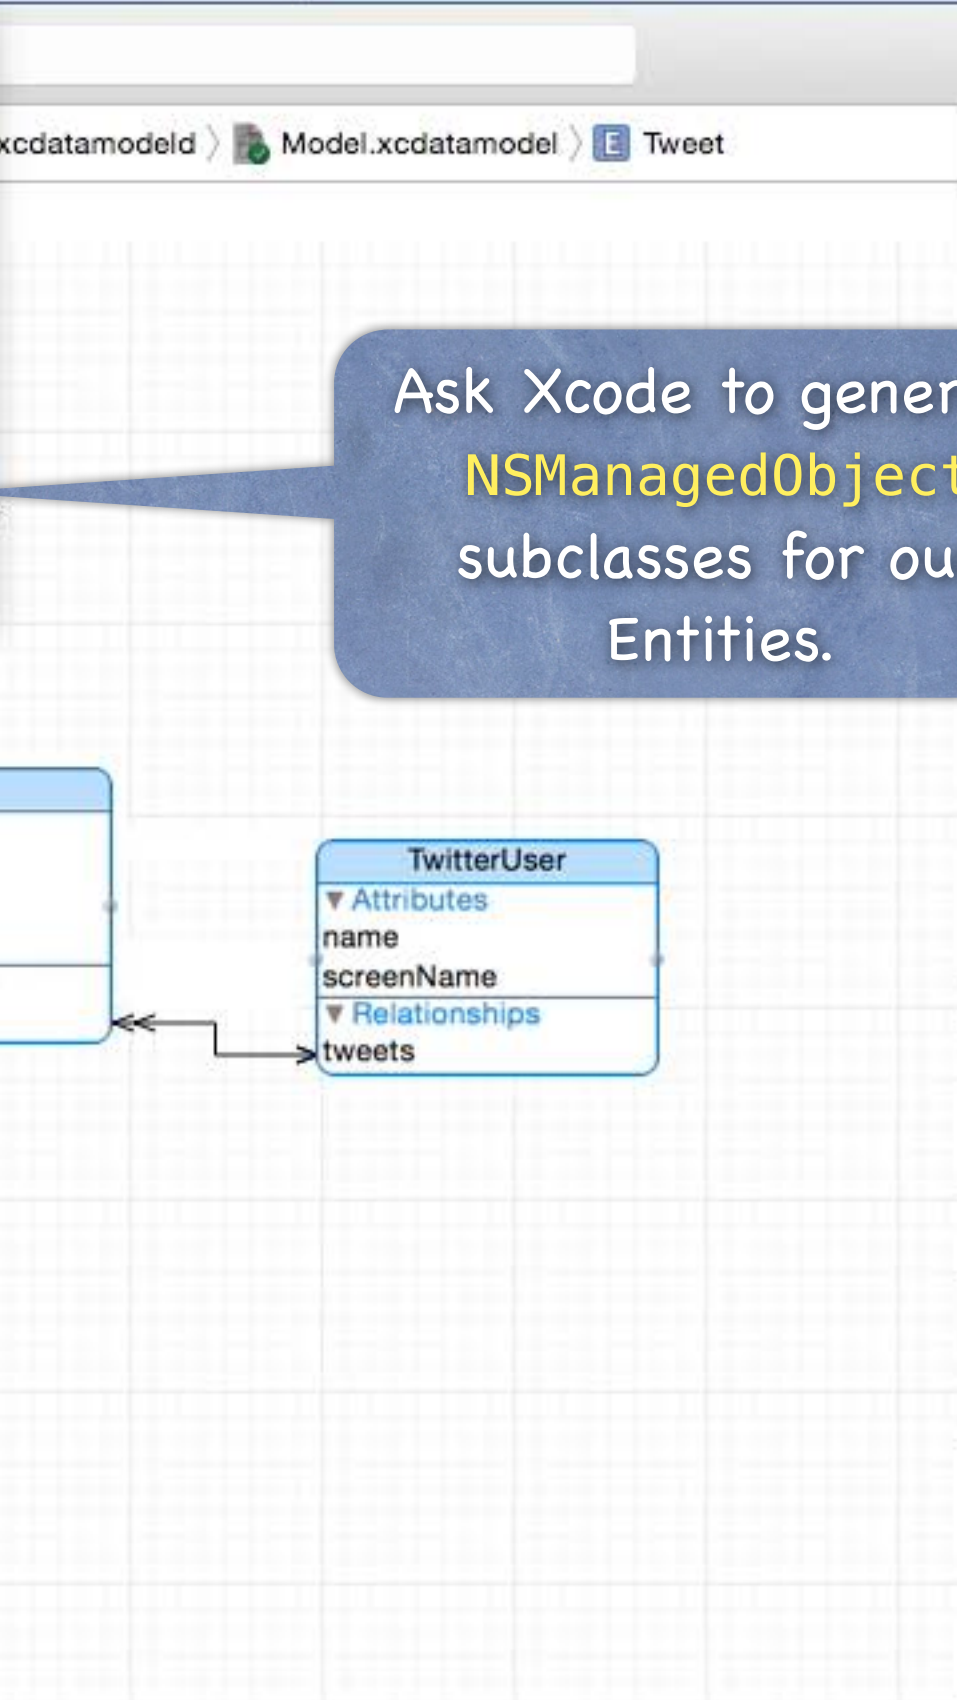 xcdatamodeld 〉 Model.xcdatamodel 〉 E Tweet
Ask Xcode to gener
NSManagedObject
subclasses for ou
Entities.
TwitterUser
▼ Attributes
name
screenName
▼ Relationships
tweets